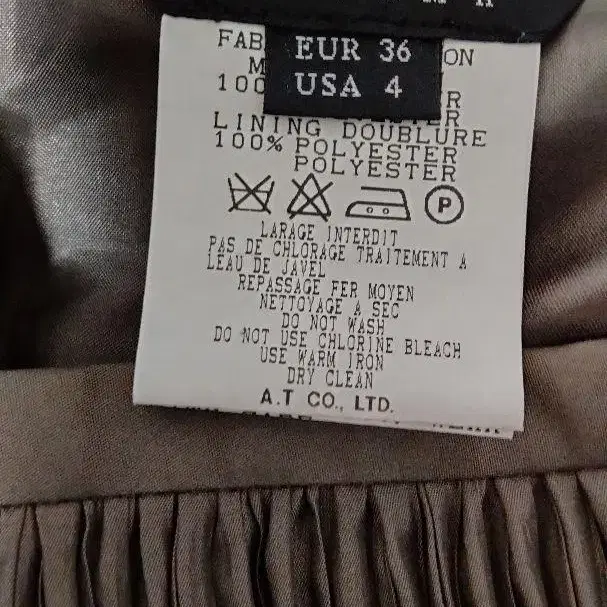 EUR 36
USA 4
FAB ON
M
100 R
ER
LINING DOUBLURE
100% POLYESTER
POLYESTER
P
LARAGE INTERDIT
PAS DE CHLORAGE TRAITEMENT A
LEAU DE JAVEL
REPASSAGE FER MOYEN
NETTOYAGE A SEC
DO NOT WASH
DO NOT USE CHLORINE BLEACH
USE WARM IRON
DRY CLEAN
A.T CO., LTD.